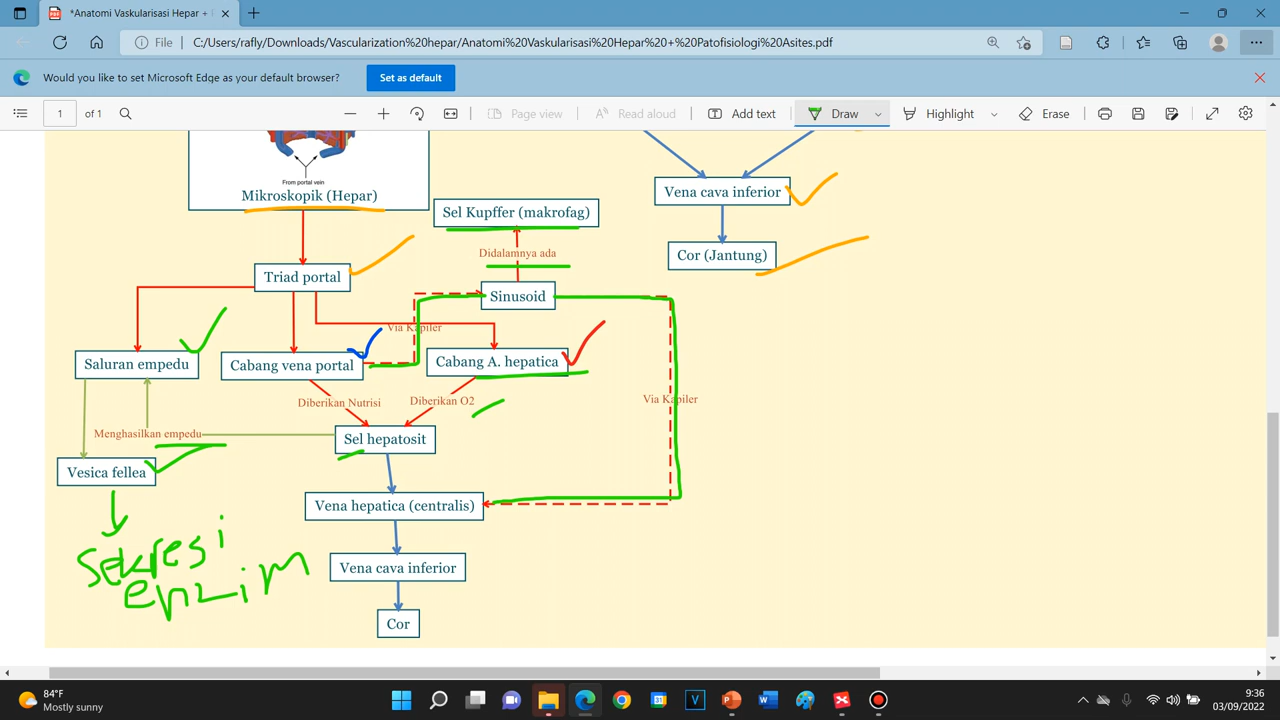 *Anatomi Vaskularisasi Hepar +
File
C:/Users/rafly/Downloads/Vascularization%20hepar/Anatomi%20Vaskularisasi%20Hepar%20+%20Patofisiologi%20Asites.pdf
Would you like to set Microsoft Edge as your default browser?
Set as default
1 of 1
Page view
Read aloud
Add text
Draw
Highlight
Erase
From portal vein
Mikroskopik (Hepar)
Vena cava inferior
Sel Kupffer (makrofag)
Didalamnya ada
Cor (Jantung)
Triad portal
Sinusoid
Via Kapiler
Saluran empedu
Cabang vena portal
Cabang A. hepatica
Diberikan Nutrisi
Diberikan O2
Via Kapiler
Menghasilkan empedu
Sel hepatosit
Vesica fellea
Vena hepatica (centralis)
Sekresi
enzim
Vena cava inferior
Cor
84°F
Mostly sunny
9:36
03/09/2022